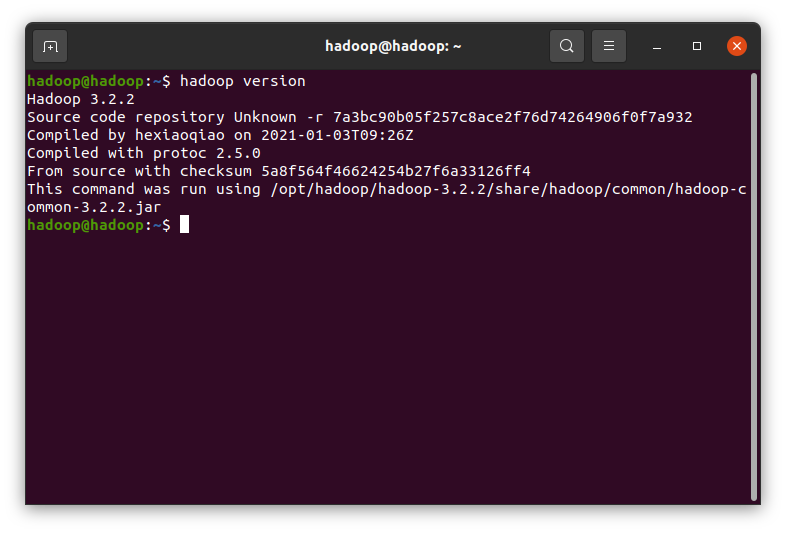 hadoop@hadoop: ~
hadoop@hadoop:~$ hadoop version
Hadoop 3.2.2
Source code repository Unknown -r 7a3bc90b05f257c8ace2f76d74264906f0f7a932
Compiled by hexiaoqiao on 2021-01-03T09:26Z
Compiled with protoc 2.5.0
From source with checksum 5a8f564f46624254b27f6a33126ff4
This command was run using /opt/hadoop/hadoop-3.2.2/share/hadoop/common/hadoop-c
ommon-3.2.2.jar
hadoop@hadoop:~$